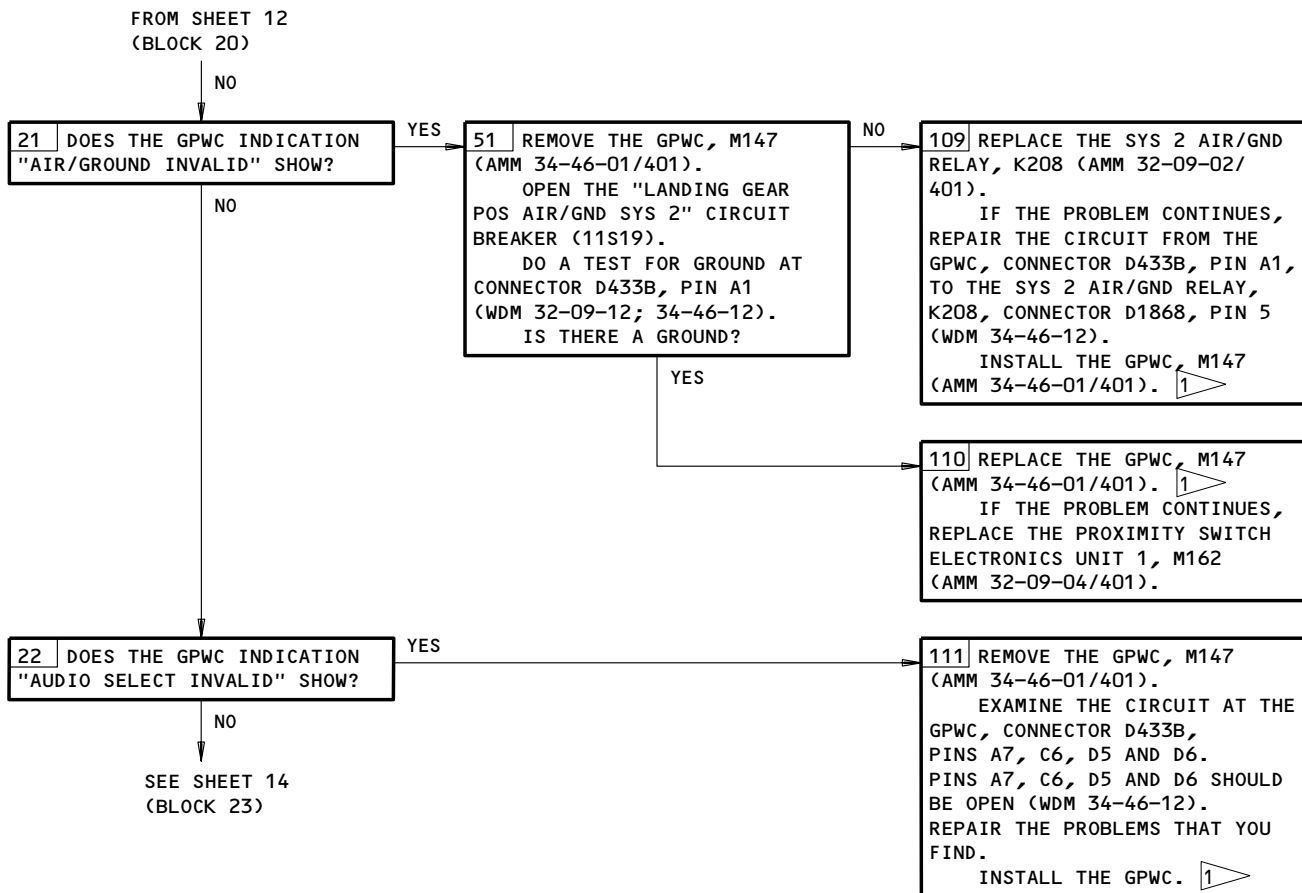 FROM SHEET 12
(BLOCK 20)
NO
21 DOES THE GPWC INDICATION
"AIR/GROUND INVALID" SHOW?
YES
NO
51 REMOVE THE GPWC, M147
(AMM 34-46-01/401).
OPEN THE "LANDING GEAR
POS AIR/GND SYS 2" CIRCUIT
BREAKER (11S19).
DO A TEST FOR GROUND AT
CONNECTOR D433B, PIN A1
(WDM 32-09-12; 34-46-12).
IS THERE A GROUND?
NO
YES
109 REPLACE THE SYS 2 AIR/GND
RELAY, K208 (AMM 32-09-02/
401).
IF THE PROBLEM CONTINUES,
REPAIR THE CIRCUIT FROM THE
GPWC, CONNECTOR D433B, PIN A1,
TO THE SYS 2 AIR/GND RELAY,
K208, CONNECTOR D1868, PIN 5
(WDM 34-46-12).
INSTALL THE GPWC, M147
(AMM 34-46-01/401). 1
110 REPLACE THE GPWC, M147
(AMM 34-46-01/401). 1
IF THE PROBLEM CONTINUES,
REPLACE THE PROXIMITY SWITCH
ELECTRONICS UNIT 1, M162
(AMM 32-09-04/401).
22 DOES THE GPWC INDICATION
"AUDIO SELECT INVALID" SHOW?
YES
NO
SEE SHEET 14
(BLOCK 23)
111 REMOVE THE GPWC, M147
(AMM 34-46-01/401).
EXAMINE THE CIRCUIT AT THE
GPWC, CONNECTOR D433B,
PINS A7, C6, D5 AND D6.
PINS A7, C6, D5 AND D6 SHOULD
BE OPEN (WDM 34-46-12).
REPAIR THE PROBLEMS THAT YOU
FIND.
INSTALL THE GPWC. 1